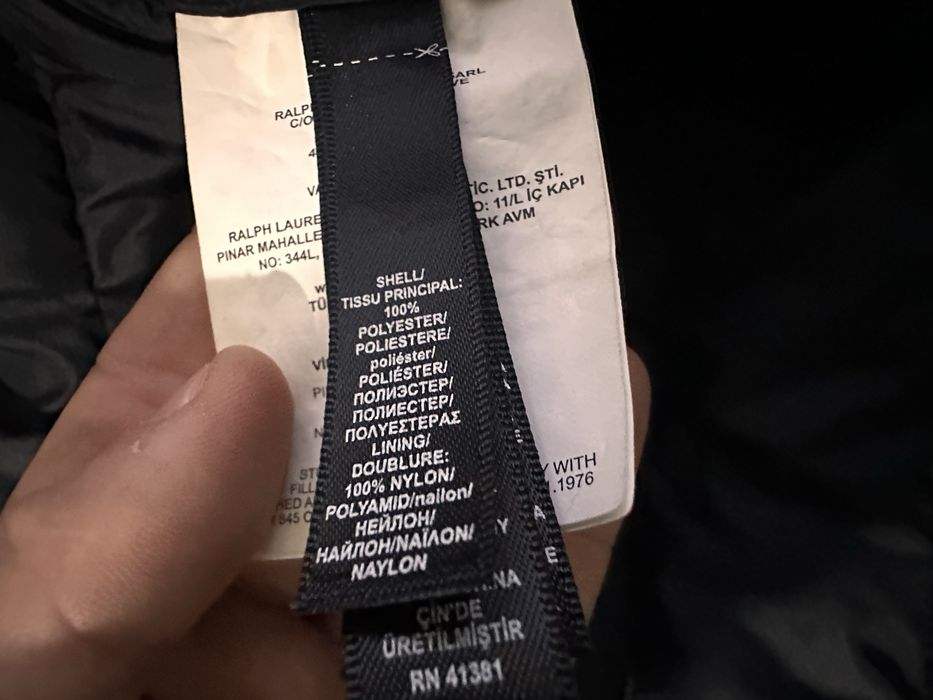 RALPH
C/O
RALPH LAURE
PINAR MAHALLE
NO: 344L,
TİC. LTD. ŞTİ.
O: 11/L İÇ KAPI
RK AVM
SHELL/
TISSU PRINCIPAL:
100%
POLYESTER/
POLIESTERE/
poliéster/
POLIÉSTER/
ПОЛИЭСТЕР/
ПОЛИЕСТЕР/
ΠΟΛΥΕΣΤΕΡΑΣ
LINING/
DOUBLURE:
100% NYLON/
POLYAMID/nailon/
НЕЙЛОН/
НАЙЛОН/ΝΑΪΛΟΝ/
NAYLON
Y WITH
.1976
ÇİN'DE
ÜRETİLMİŞTİR
RN 41381